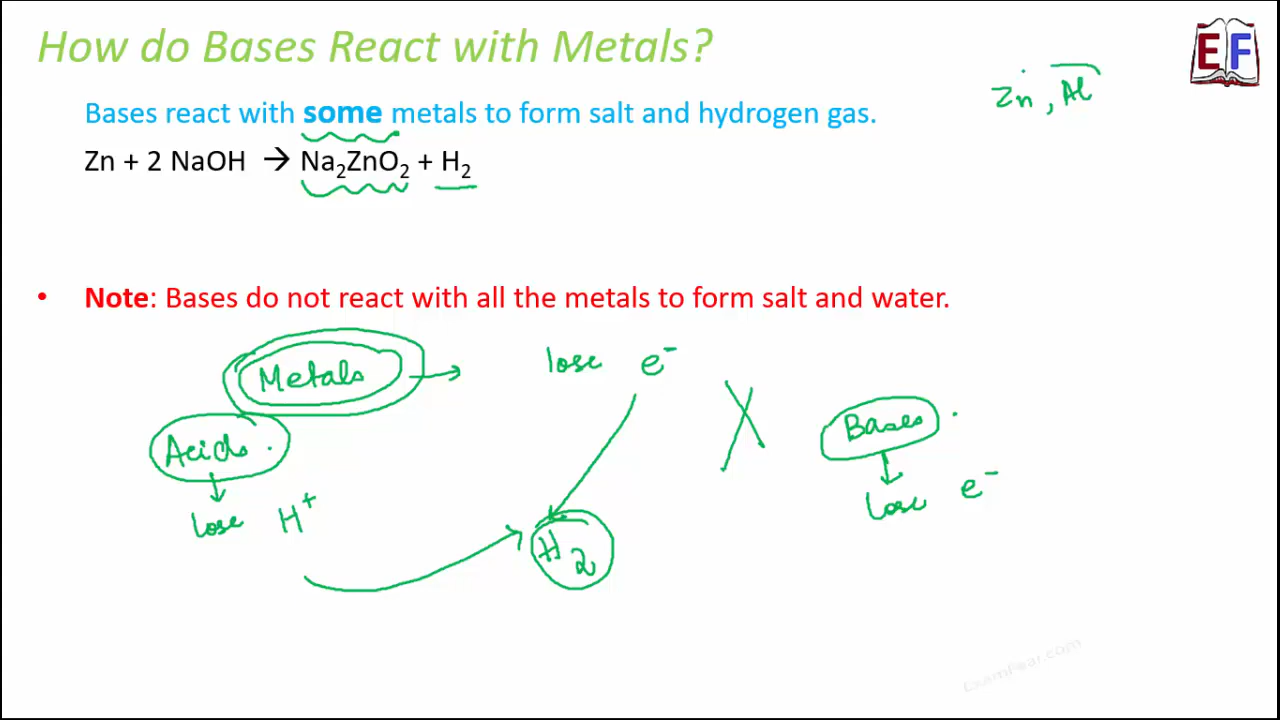 How do Bases React with Metals?
EF
Zn, Al
Bases react with some metals to form salt and hydrogen gas.
Zn + 2 NaOH → Na₂ZnO₂ + H₂
• Note: Bases do not react with all the metals to form salt and water.
Metals → lose e⁻
Acids.
Bases.
lose H⁺
lose e⁻
H₂
ExamFear.com